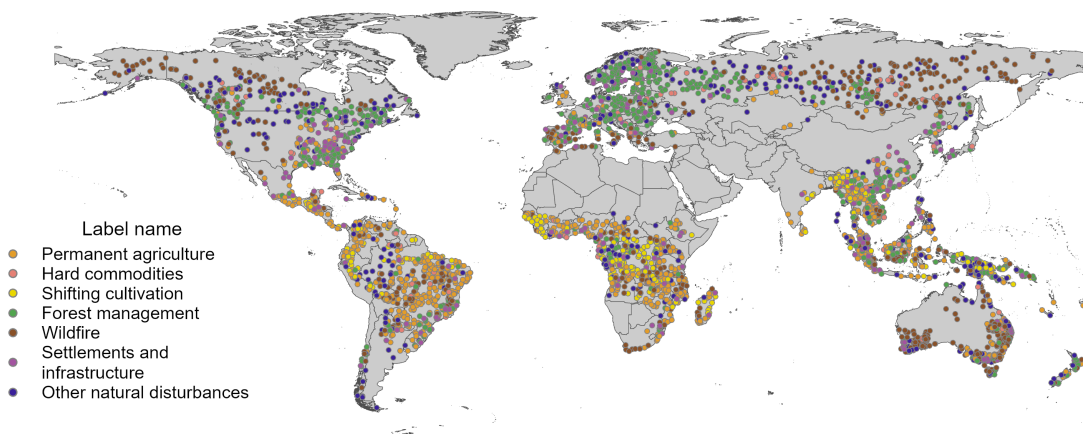 Label name
Permanent agriculture
Hard commodities
Shifting cultivation
Forest management
Wildfire
Settlements and
infrastructure
Other natural disturbances